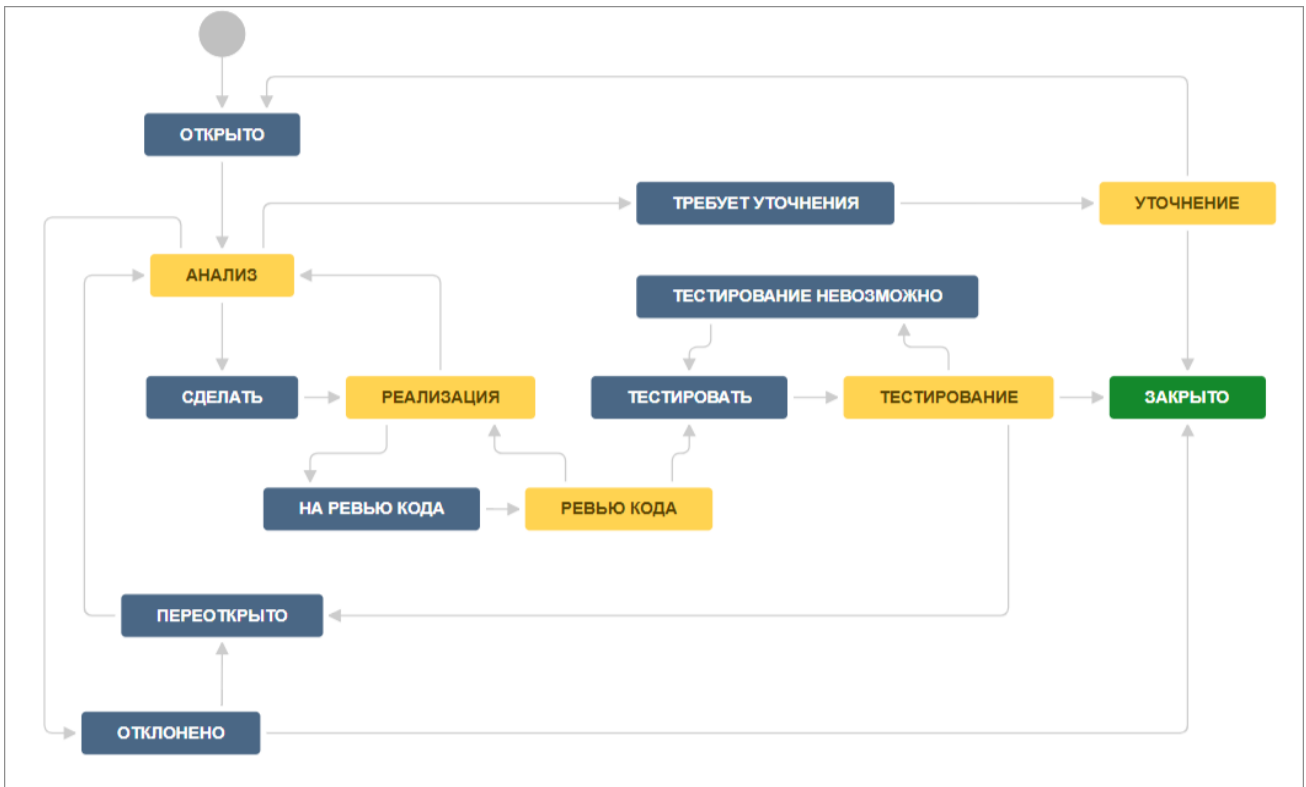 ОТКРЫТО
ТРЕБУЕТ УТОЧНЕНИЯ
УТОЧНЕНИЕ
АНАЛИЗ
ТЕСТИРОВАНИЕ НЕВОЗМОЖНО
СДЕЛАТЬ
РЕАЛИЗАЦИЯ
ТЕСТИРОВАТЬ
ТЕСТИРОВАНИЕ
ЗАКРЫТО
НА РЕВЬЮ КОДА
РЕВЬЮ КОДА
ПЕРЕОТКРЫТО
ОТКЛОНЕНО